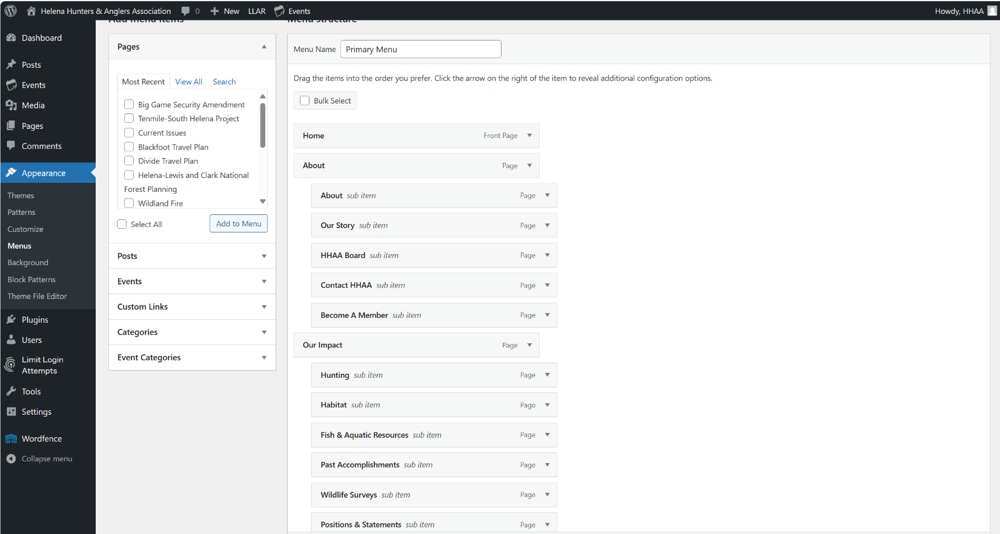 Helena Hunters & Anglers Association 0 New LLAR Events Howdy, HHAA
Dashboard
Posts
Events
Media
Pages
Comments
Appearance
Themes
Patterns
Customize
Menus
Background
Block Patterns
Theme File Editor
Plugins
Users
Limit Login
Attempts
Tools
Settings
Wordfence
Collapse menu
Add menu items
Pages
Most Recent View All Search
Big Game Security Amendment
Tenmile-South Helena Project
Current Issues
Blackfoot Travel Plan
Divide Travel Plan
Helena-Lewis and Clark National
Forest Planning
Wildland Fire
Select All Add to Menu
Posts
Events
Custom Links
Categories
Event Categories
Menu structure
Menu Name Primary Menu
Drag the items into the order you prefer. Click the arrow on the right of the item to reveal additional configuration options.
Bulk Select
Home Front Page
About Page
About sub item Page
Our Story sub item Page
HHAA Board sub item Page
Contact HHAA sub item Page
Become A Member sub item Page
Our Impact Page
Hunting sub item Page
Habitat sub item Page
Fish & Aquatic Resources sub item Page
Past Accomplishments sub item Page
Wildlife Surveys sub item Page
Positions & Statements sub item Page